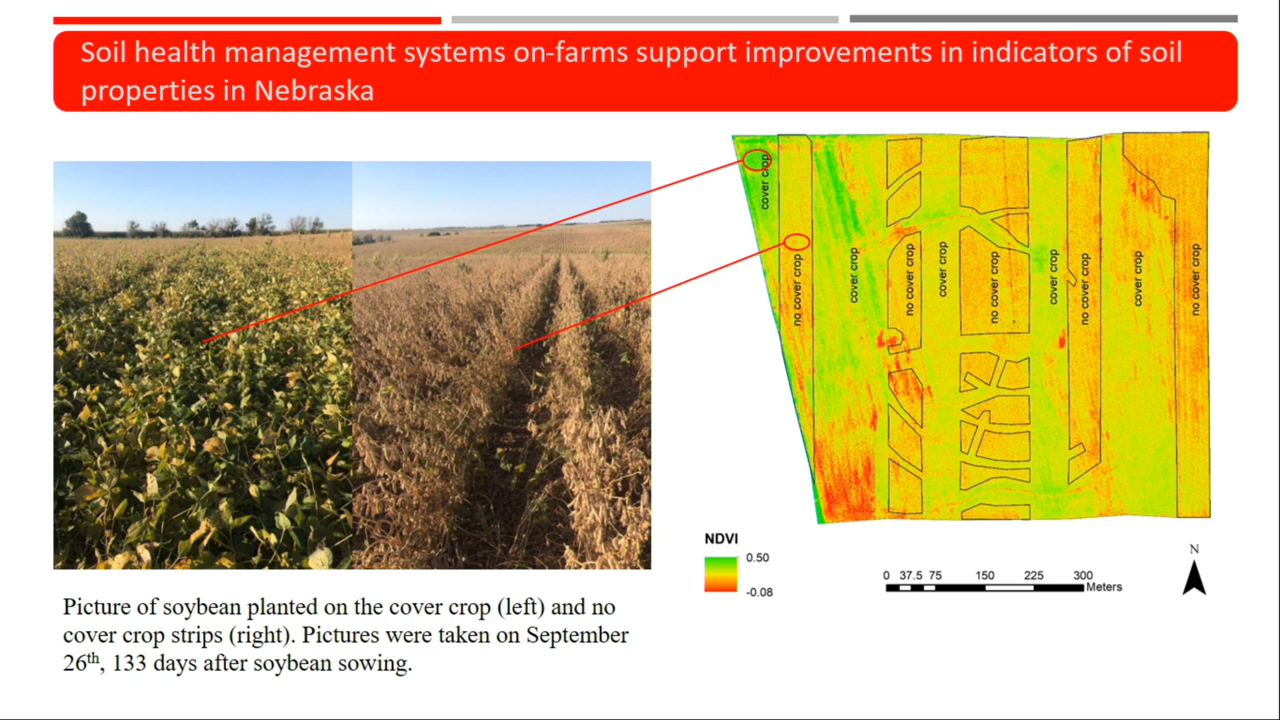 Soil health management systems on-farms support improvements in indicators of soil
properties in Nebraska
cover crop
no cover crop
cover crop
no cover crop
cover crop
no cover crop
cover crop
no cover crop
cover crop
no cover crop
NDVI
0.50
-0.08
0 37.5 75 150 225 300
Meters
N
Picture of soybean planted on the cover crop (left) and no
cover crop strips (right). Pictures were taken on September
26th, 133 days after soybean sowing.